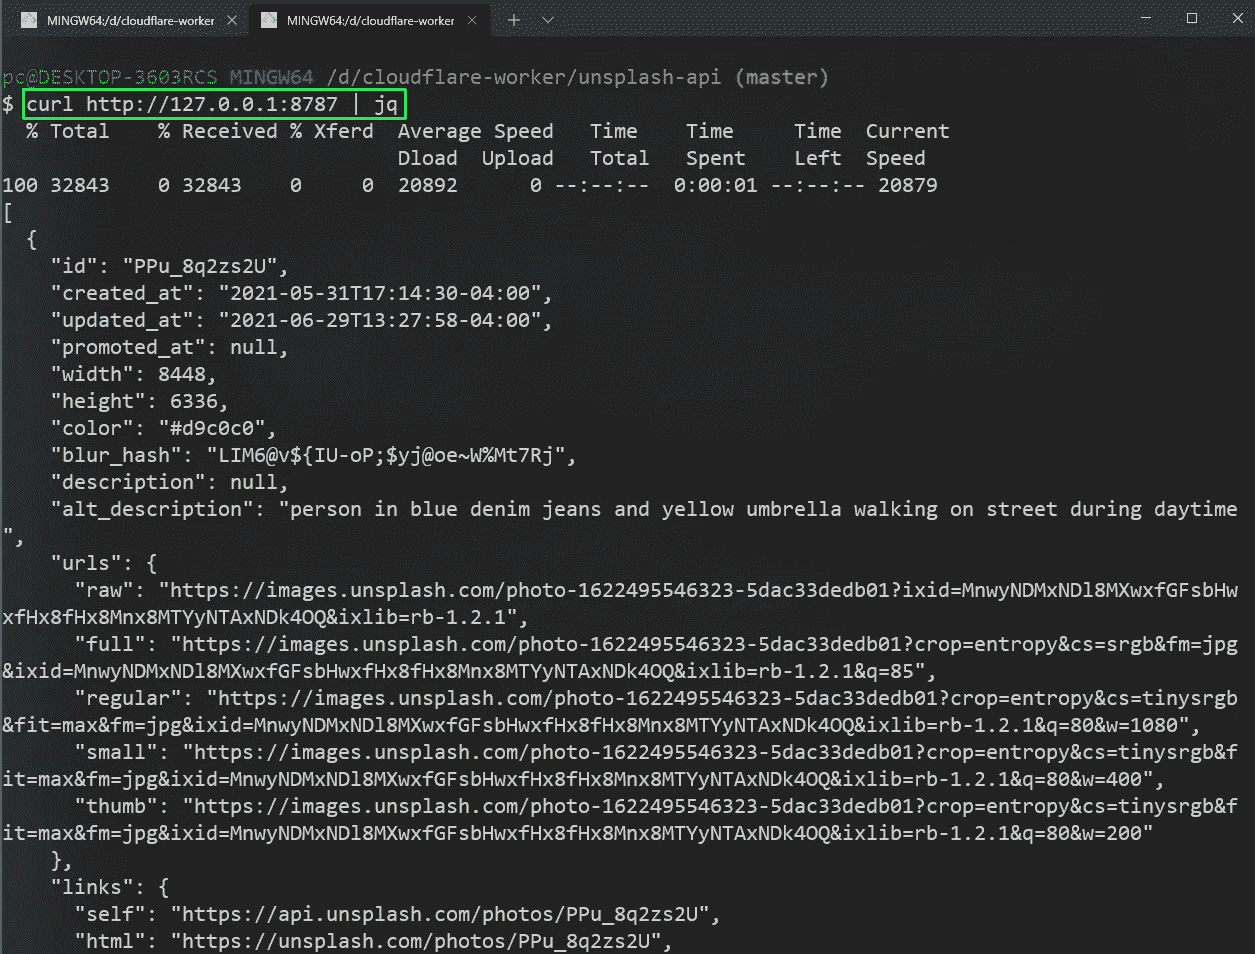 MINGW64:/d/cloudflare-worker
MINGW64:/d/cloudflare-worker
pc@DESKTOP-3603RCS MINGW64 /d/cloudflare-worker/unsplash-api (master)
$ curl http://127.0.0.1:8787 | jq
  % Total    % Received % Xferd  Average Speed   Time    Time     Time  Current
                                 Dload  Upload   Total   Spent    Left  Speed
100 32843    0 32843    0     0  20892      0 --:--:--  0:00:01 --:--:-- 20879
[
  {
    "id": "PPu_8q2zs2U",
    "created_at": "2021-05-31T17:14:30-04:00",
    "updated_at": "2021-06-29T13:27:58-04:00",
    "promoted_at": null,
    "width": 8448,
    "height": 6336,
    "color": "#d9c0c0",
    "blur_hash": "LIM6@v${IU-oP;$yj@oe~W%Mt7Rj",
    "description": null,
    "alt_description": "person in blue denim jeans and yellow umbrella walking on street during daytime
",
    "urls": {
      "raw": "https://images.unsplash.com/photo-1622495546323-5dac33dedb01?ixid=MnwyNDMxNDl8MXwxfGFsbHw
xfHx8fHx8Mnx8MTYyNTAxNDk4OQ&ixlib=rb-1.2.1",
      "full": "https://images.unsplash.com/photo-1622495546323-5dac33dedb01?crop=entropy&cs=srgb&fm=jpg
&ixid=MnwyNDMxNDl8MXwxfGFsbHwxfHx8fHx8Mnx8MTYyNTAxNDk4OQ&ixlib=rb-1.2.1&q=85",
      "regular": "https://images.unsplash.com/photo-1622495546323-5dac33dedb01?crop=entropy&cs=tinysrgb
&fit=max&fm=jpg&ixid=MnwyNDMxNDl8MXwxfGFsbHwxfHx8fHx8Mnx8MTYyNTAxNDk4OQ&ixlib=rb-1.2.1&q=80&w=1080",
      "small": "https://images.unsplash.com/photo-1622495546323-5dac33dedb01?crop=entropy&cs=tinysrgb&f
it=max&fm=jpg&ixid=MnwyNDMxNDl8MXwxfGFsbHwxfHx8fHx8Mnx8MTYyNTAxNDk4OQ&ixlib=rb-1.2.1&q=80&w=400",
      "thumb": "https://images.unsplash.com/photo-1622495546323-5dac33dedb01?crop=entropy&cs=tinysrgb&f
it=max&fm=jpg&ixid=MnwyNDMxNDl8MXwxfGFsbHwxfHx8fHx8Mnx8MTYyNTAxNDk4OQ&ixlib=rb-1.2.1&q=80&w=200"
    },
    "links": {
      "self": "https://api.unsplash.com/photos/PPu_8q2zs2U",
      "html": "https://unsplash.com/photos/PPu_8q2zs2U",